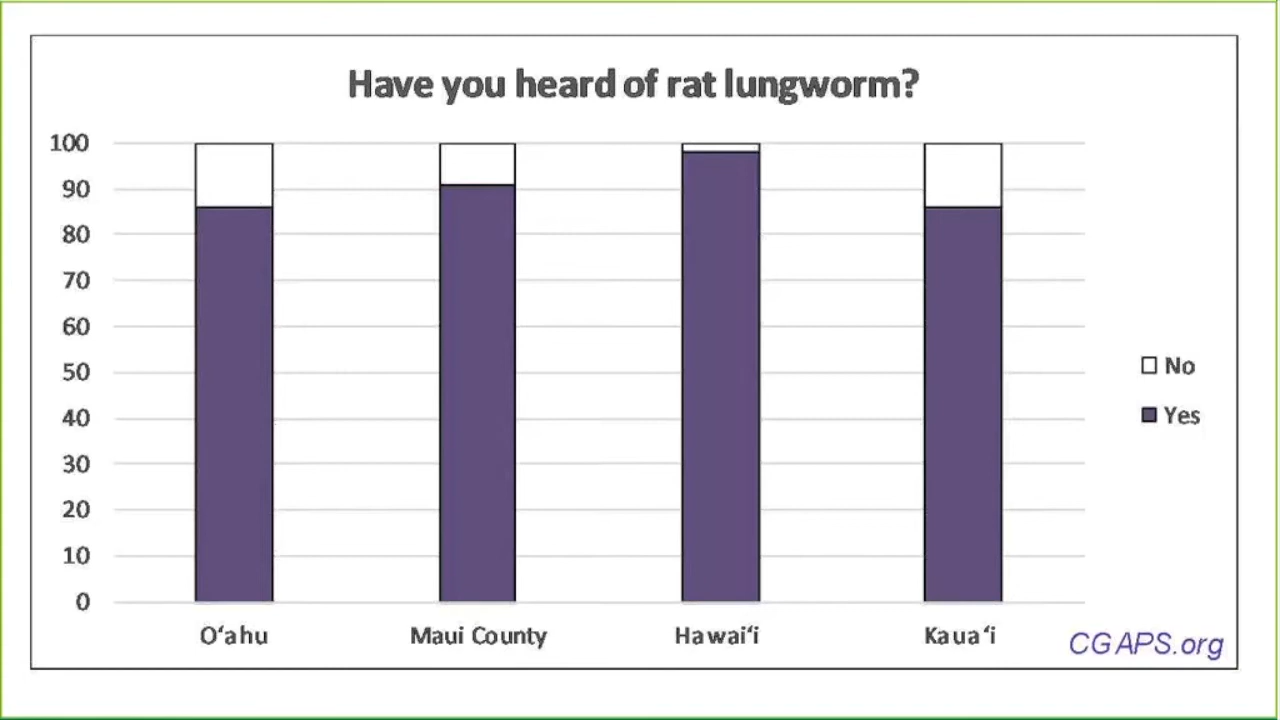 Have you heard of rat lungworm?
100
90
80
70
60
50
40
30
20
10
0
No
Yes
Oʻahu
Maui County
Hawaiʻi
Kauaʻi
CGAPS.org